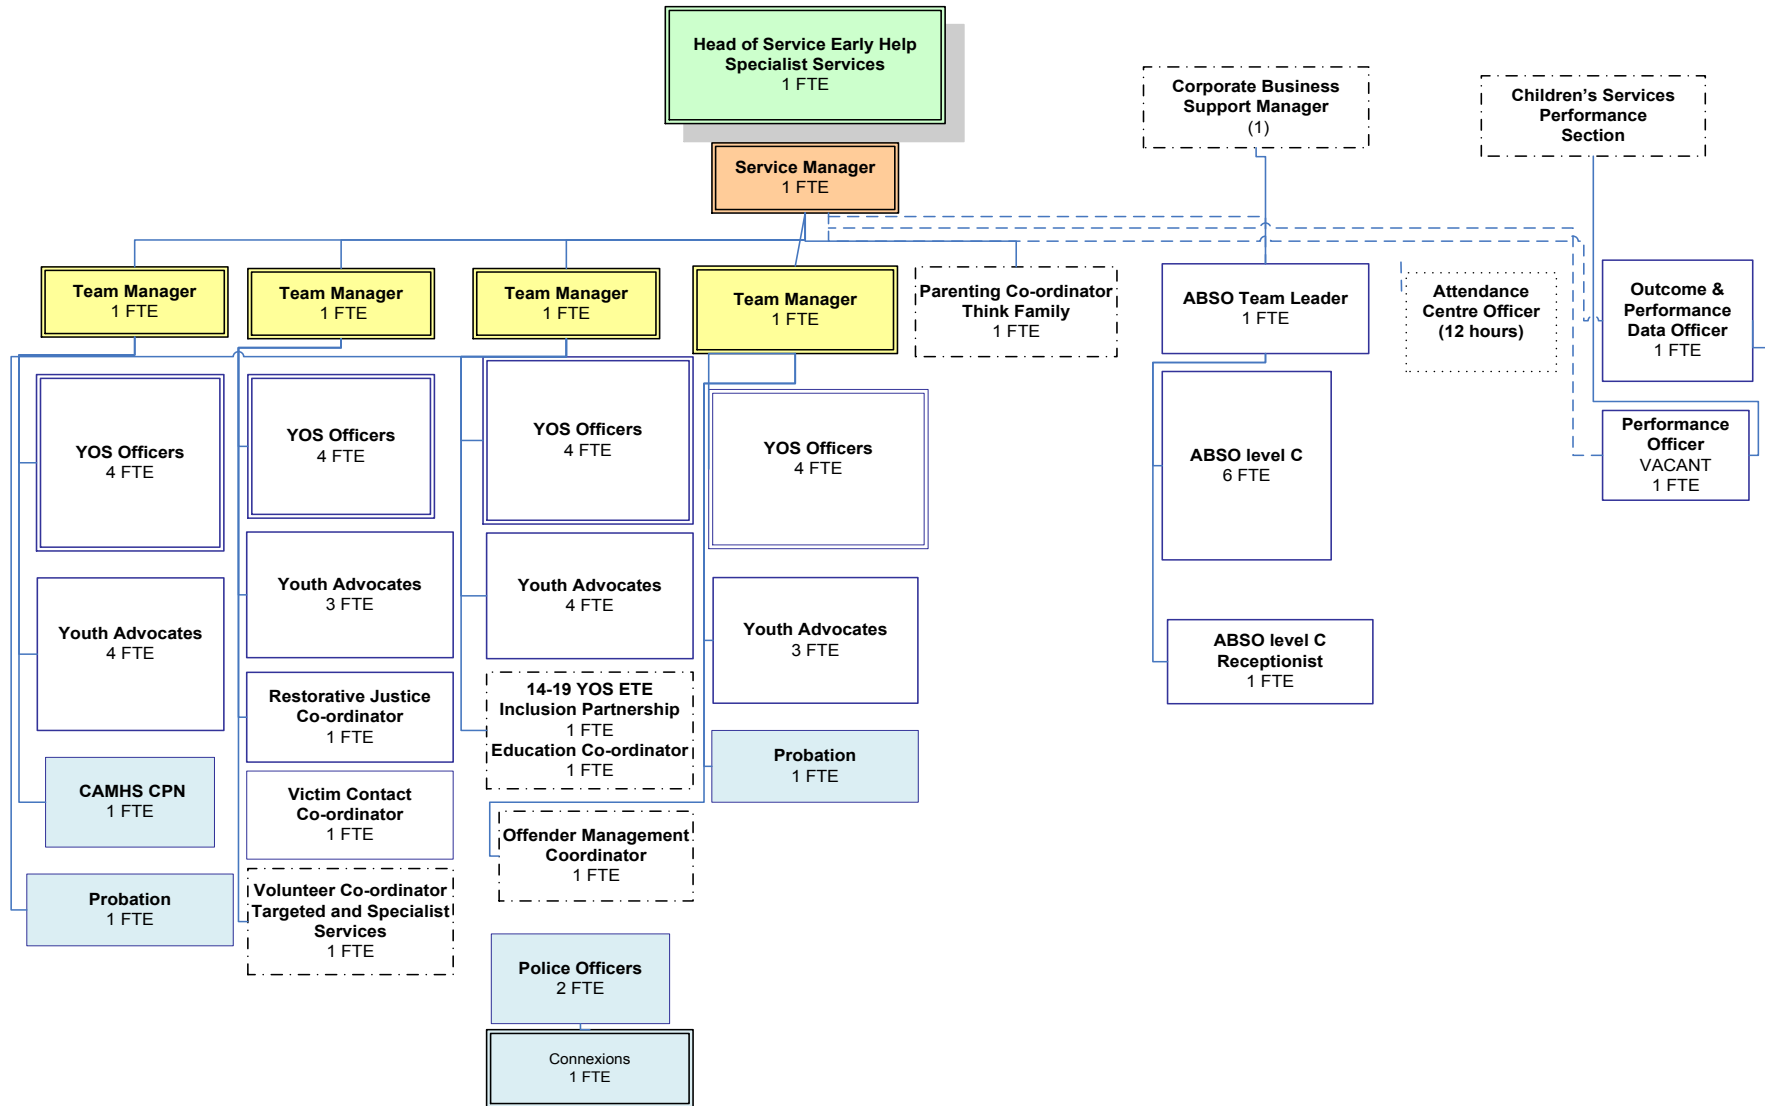 Head of Service Early Help
Specialist Services
1 FTE
Corporate Business
Support Manager
(1)
Children's Services
Performance
Section
Service Manager
1 FTE
Team Manager
1 FTE
Team Manager
1 FTE
Team Manager
1 FTE
Team Manager
1 FTE
Parenting Co-ordinator
Think Family
1 FTE
ABSO Team Leader
1 FTE
Attendance
Centre Officer
(12 hours)
Outcome &
Performance
Data Officer
1 FTE
YOS Officers
4 FTE
YOS Officers
4 FTE
YOS Officers
4 FTE
YOS Officers
4 FTE
ABSO level C
6 FTE
Performance
Officer
VACANT
1 FTE
Youth Advocates
4 FTE
Youth Advocates
3 FTE
Youth Advocates
4 FTE
Youth Advocates
3 FTE
ABSO level C
Receptionist
1 FTE
Restorative Justice
Co-ordinator
1 FTE
14-19 YOS ETE
Inclusion Partnership
1 FTE
Education Co-ordinator
1 FTE
Probation
1 FTE
CAMHS CPN
1 FTE
Victim Contact
Co-ordinator
1 FTE
Offender Management
Coordinator
1 FTE
Probation
1 FTE
Volunteer Co-ordinator
Targeted and Specialist
Services
1 FTE
Police Officers
2 FTE
Connexions
1 FTE